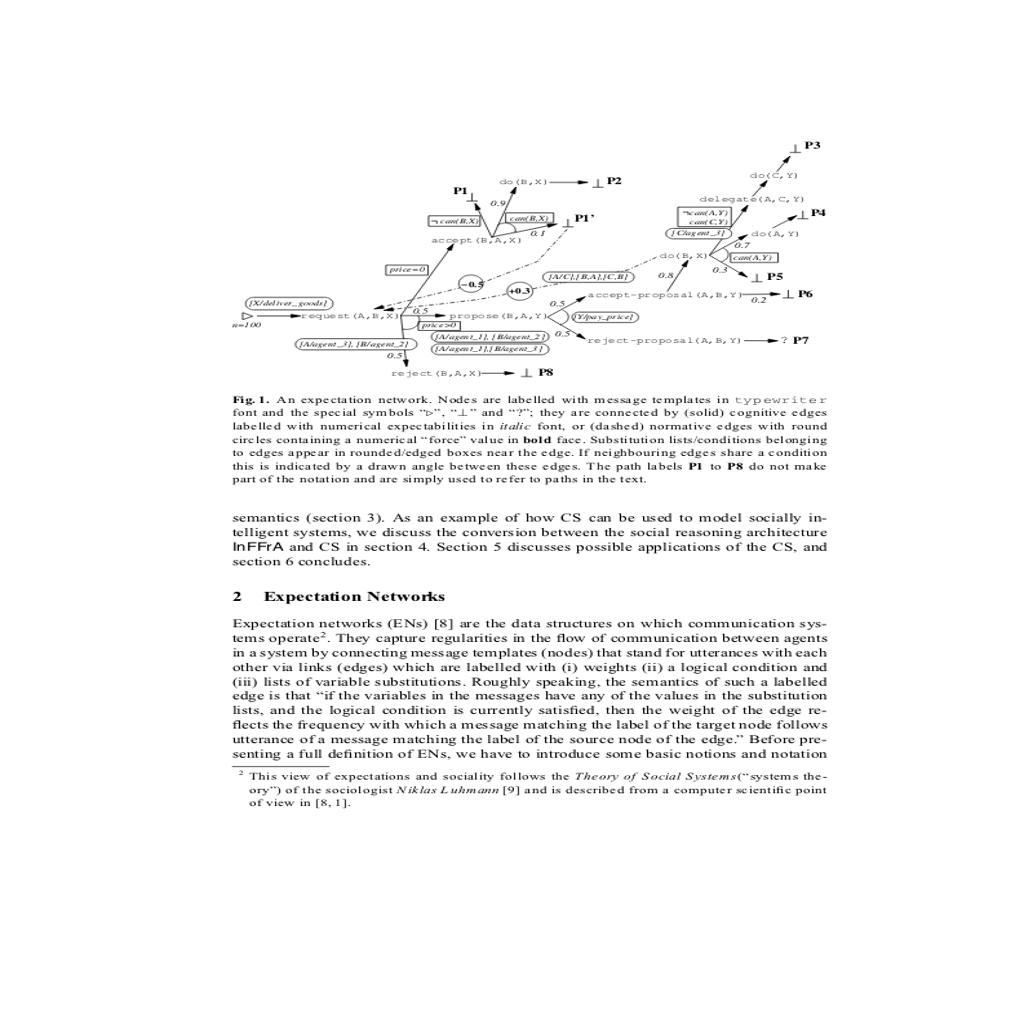 ⊥ P3
do(C,Y)
do(B,X) ⊥ P2
P1 ⊥
delegate(A,C,Y)
0.9
¬can(B,X) can(B,X) ⊥ P1'
¬can(A,Y)
can(C,Y)
⊥ P4
0.1
[C/agent_3] do(A,Y)
accept(B,A,X)
0.7
do(B,X) can(A,Y)
price=0
[A/C],[B,A],[C,B] 0.8 0.3 ⊥ P5
−0.5
+0.3
accept-proposal(A,B,Y) 0.2 ⊥ P6
[X/deliver_goods] 0.5
▷ request(A,B,X) 0.5 propose(B,A,Y) [Y/pay_price]
n=100 price>0
[A/agent_1],[B/agent_2] 0.5
[A/agent_3],[B/agent_2] [A/agent_1],[B/agent_3] reject-proposal(A,B,Y) ? P7
0.5
reject(B,A,X) ⊥ P8
Fig. 1. An expectation network. Nodes are labelled with message templates in typewriter
font and the special symbols “▷”, “⊥” and “?”; they are connected by (solid) cognitive edges
labelled with numerical expectabilities in italic font, or (dashed) normative edges with round
circles containing a numerical “force” value in bold face. Substitution lists/conditions belonging
to edges appear in rounded/edged boxes near the edge. If neighbouring edges share a condition
this is indicated by a drawn angle between these edges. The path labels P1 to P8 do not make
part of the notation and are simply used to refer to paths in the text.
semantics (section 3). As an example of how CS can be used to model socially in-
telligent systems, we discuss the conversion between the social reasoning architecture
InFFrA and CS in section 4. Section 5 discusses possible applications of the CS, and
section 6 concludes.
2 Expectation Networks
Expectation networks (ENs) [8] are the data structures on which communication sys-
tems operate2. They capture regularities in the flow of communication between agents
in a system by connecting message templates (nodes) that stand for utterances with each
other via links (edges) which are labelled with (i) weights (ii) a logical condition and
(iii) lists of variable substitutions. Roughly speaking, the semantics of such a labelled
edge is that “if the variables in the messages have any of the values in the substitution
lists, and the logical condition is currently satisfied, then the weight of the edge re-
flects the frequency with which a message matching the label of the target node follows
utterance of a message matching the label of the source node of the edge.” Before pre-
senting a full definition of ENs, we have to introduce some basic notions and notation
2 This view of expectations and sociality follows the Theory of Social Systems(“systems the-
ory”) of the sociologist Niklas Luhmann [9] and is described from a computer scientific point
of view in [8, 1].